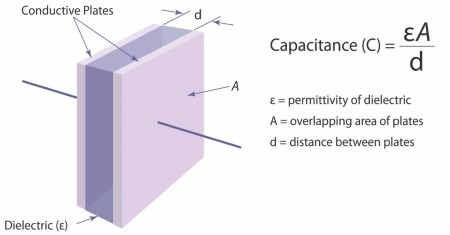 Conductive Plates
d
A
Dielectric (ε)
Capacitance (C) = εA/d
ε = permittivity of dielectric
A = overlapping area of plates
d = distance between plates